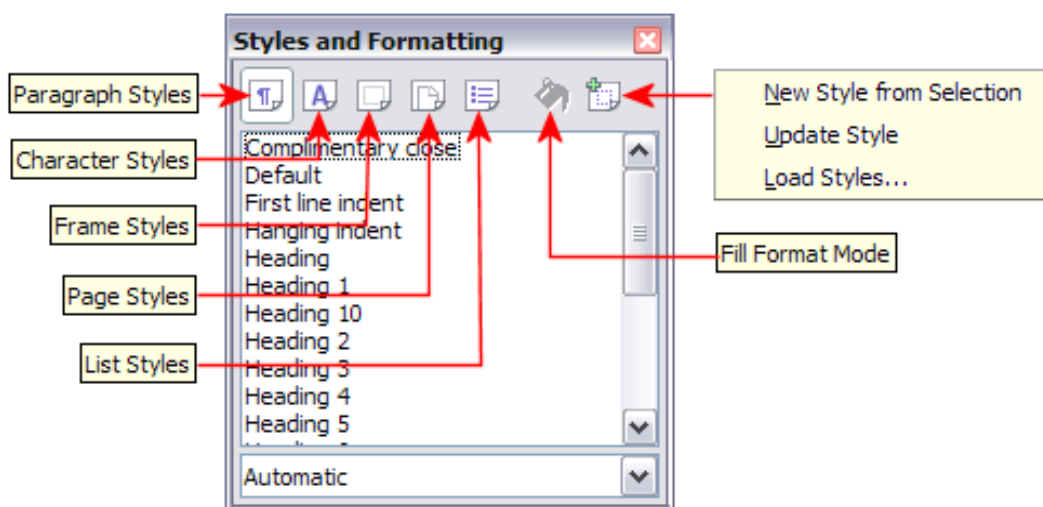 Styles and Formatting
Paragraph Styles
Character Styles
Frame Styles
Page Styles
List Styles
New Style from Selection
Update Style
Load Styles...
Fill Format Mode
Complimentary close
Default
First line indent
Hanging indent
Heading
Heading 1
Heading 10
Heading 2
Heading 3
Heading 4
Heading 5
Automatic